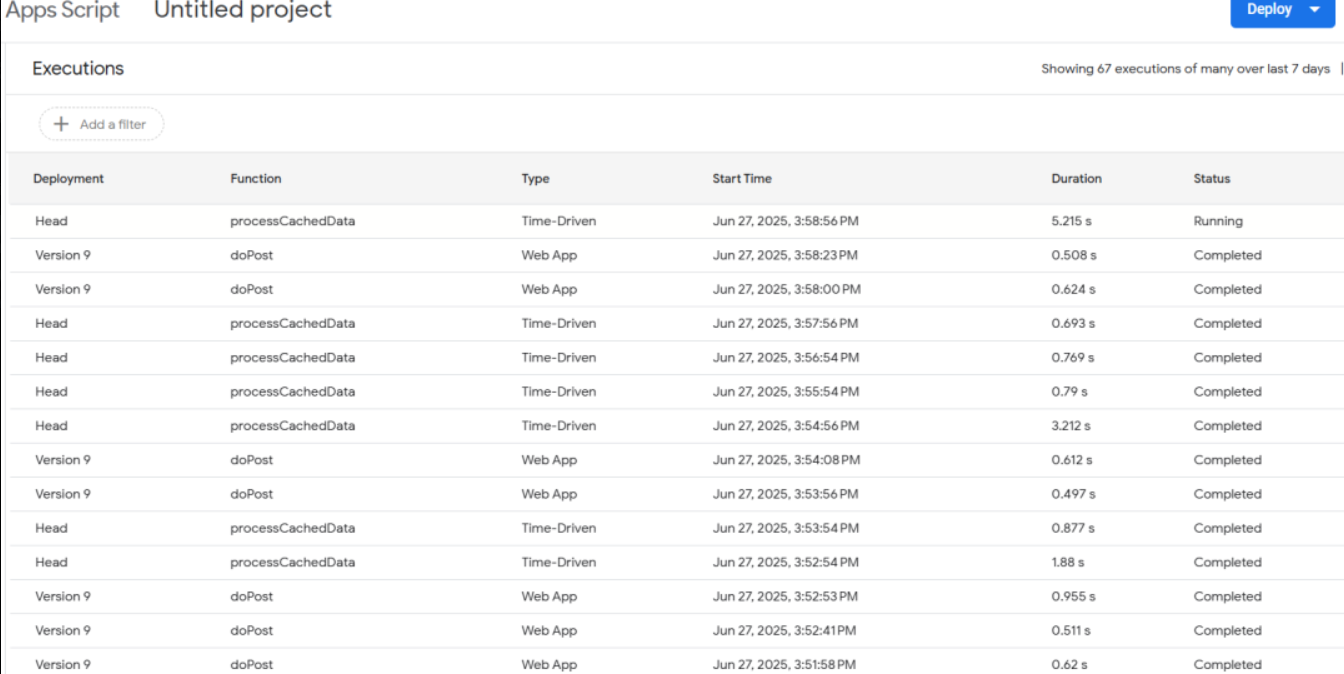 Apps Script Untitled project Deploy
Executions Showing 67 executions of many over last 7 days
Add a filter
Deployment Function Type Start Time Duration Status
Head processCachedData Time-Driven Jun 27, 2025, 3:58:56 PM 5.215 s Running
Version 9 doPost Web App Jun 27, 2025, 3:58:23 PM 0.508 s Completed
Version 9 doPost Web App Jun 27, 2025, 3:58:00 PM 0.624 s Completed
Head processCachedData Time-Driven Jun 27, 2025, 3:57:56 PM 0.693 s Completed
Head processCachedData Time-Driven Jun 27, 2025, 3:56:54 PM 0.769 s Completed
Head processCachedData Time-Driven Jun 27, 2025, 3:55:54 PM 0.79 s Completed
Head processCachedData Time-Driven Jun 27, 2025, 3:54:56 PM 3.212 s Completed
Version 9 doPost Web App Jun 27, 2025, 3:54:08 PM 0.612 s Completed
Version 9 doPost Web App Jun 27, 2025, 3:53:56 PM 0.497 s Completed
Head processCachedData Time-Driven Jun 27, 2025, 3:53:54 PM 0.877 s Completed
Head processCachedData Time-Driven Jun 27, 2025, 3:52:54 PM 1.88 s Completed
Version 9 doPost Web App Jun 27, 2025, 3:52:53 PM 0.955 s Completed
Version 9 doPost Web App Jun 27, 2025, 3:52:41 PM 0.511 s Completed
Version 9 doPost Web App Jun 27, 2025, 3:51:58 PM 0.62 s Completed